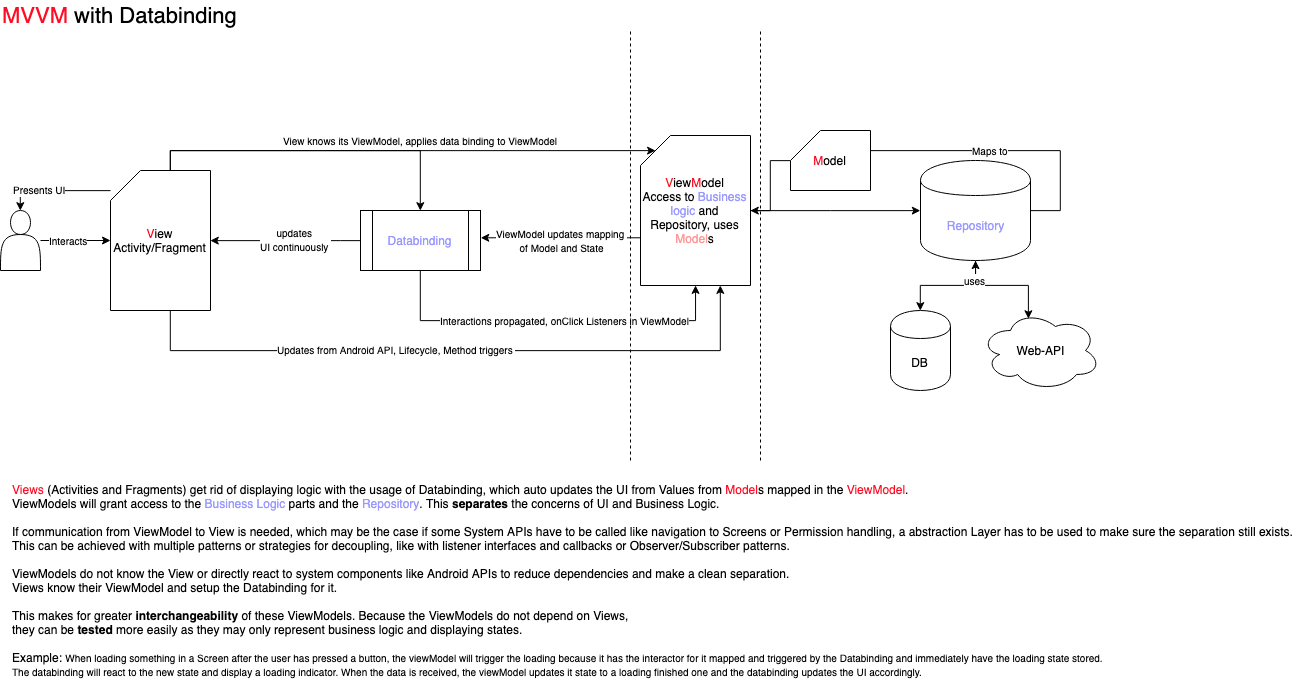 MVVM with Databinding
View knows its ViewModel, applies data binding to ViewModel
Presents UI
Interacts
View
Activity/Fragment
updates
UI continuously
Databinding
ViewModel updates mapping
of Model and State
ViewModel
Access to Business
logic and
Repository, uses
Models
Model
Maps to
Repository
uses
DB
Web-API
Interactions propagated, onClick Listeners in ViewModel
Updates from Android API, Lifecycle, Method triggers
Views (Activities and Fragments) get rid of displaying logic with the usage of Databinding, which auto updates the UI from Values from Models mapped in the ViewModel.
ViewModels will grant access to the Business Logic parts and the Repository. This separates the concerns of UI and Business Logic.
If communication from ViewModel to View is needed, which may be the case if some System APIs have to be called like navigation to Screens or Permission handling, a abstraction Layer has to be used to make sure the separation still exists.
This can be achieved with multiple patterns or strategies for decoupling, like with listener interfaces and callbacks or Observer/Subscriber patterns.
ViewModels do not know the View or directly react to system components like Android APIs to reduce dependencies and make a clean separation.
Views know their ViewModel and setup the Databinding for it.
This makes for greater interchangeability of these ViewModels. Because the ViewModels do not depend on Views,
they can be tested more easily as they may only represent business logic and displaying states.
Example: When loading something in a Screen after the user has pressed a button, the viewModel will trigger the loading because it has the interactor for it mapped and triggered by the Databinding and immediately have the loading state stored.
The databinding will react to the new state and display a loading indicator. When the data is received, the viewModel updates it state to a loading finished one and the databinding updates the UI accordingly.